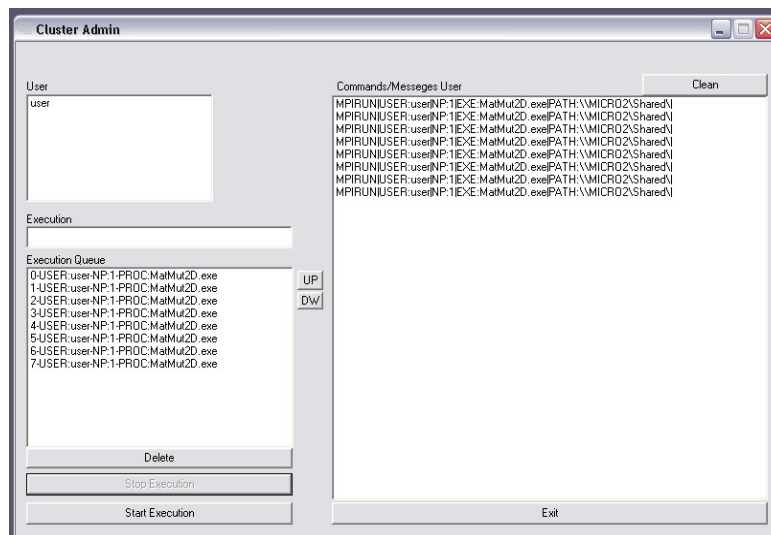 Cluster Admin
User
user
Execution
Execution Queue
0-USER:user-NP:1-PROC:MatMut2D.exe
1-USER:user-NP:1-PROC:MatMut2D.exe
2-USER:user-NP:1-PROC:MatMut2D.exe
3-USER:user-NP:1-PROC:MatMut2D.exe
4-USER:user-NP:1-PROC:MatMut2D.exe
5-USER:user-NP:1-PROC:MatMut2D.exe
6-USER:user-NP:1-PROC:MatMut2D.exe
7-USER:user-NP:1-PROC:MatMut2D.exe
UP
DW
Delete
Stop Execution
Start Execution
Commands/Messeges User
Clean
MPIRUN|USER:user|NP:1|EXE:MatMut2D.exe|PATH:\\MICRO2\Shared\|
MPIRUN|USER:user|NP:1|EXE:MatMut2D.exe|PATH:\\MICRO2\Shared\|
MPIRUN|USER:user|NP:1|EXE:MatMut2D.exe|PATH:\\MICRO2\Shared\|
MPIRUN|USER:user|NP:1|EXE:MatMut2D.exe|PATH:\\MICRO2\Shared\|
MPIRUN|USER:user|NP:1|EXE:MatMut2D.exe|PATH:\\MICRO2\Shared\|
MPIRUN|USER:user|NP:1|EXE:MatMut2D.exe|PATH:\\MICRO2\Shared\|
MPIRUN|USER:user|NP:1|EXE:MatMut2D.exe|PATH:\\MICRO2\Shared\|
MPIRUN|USER:user|NP:1|EXE:MatMut2D.exe|PATH:\\MICRO2\Shared\|
Exit